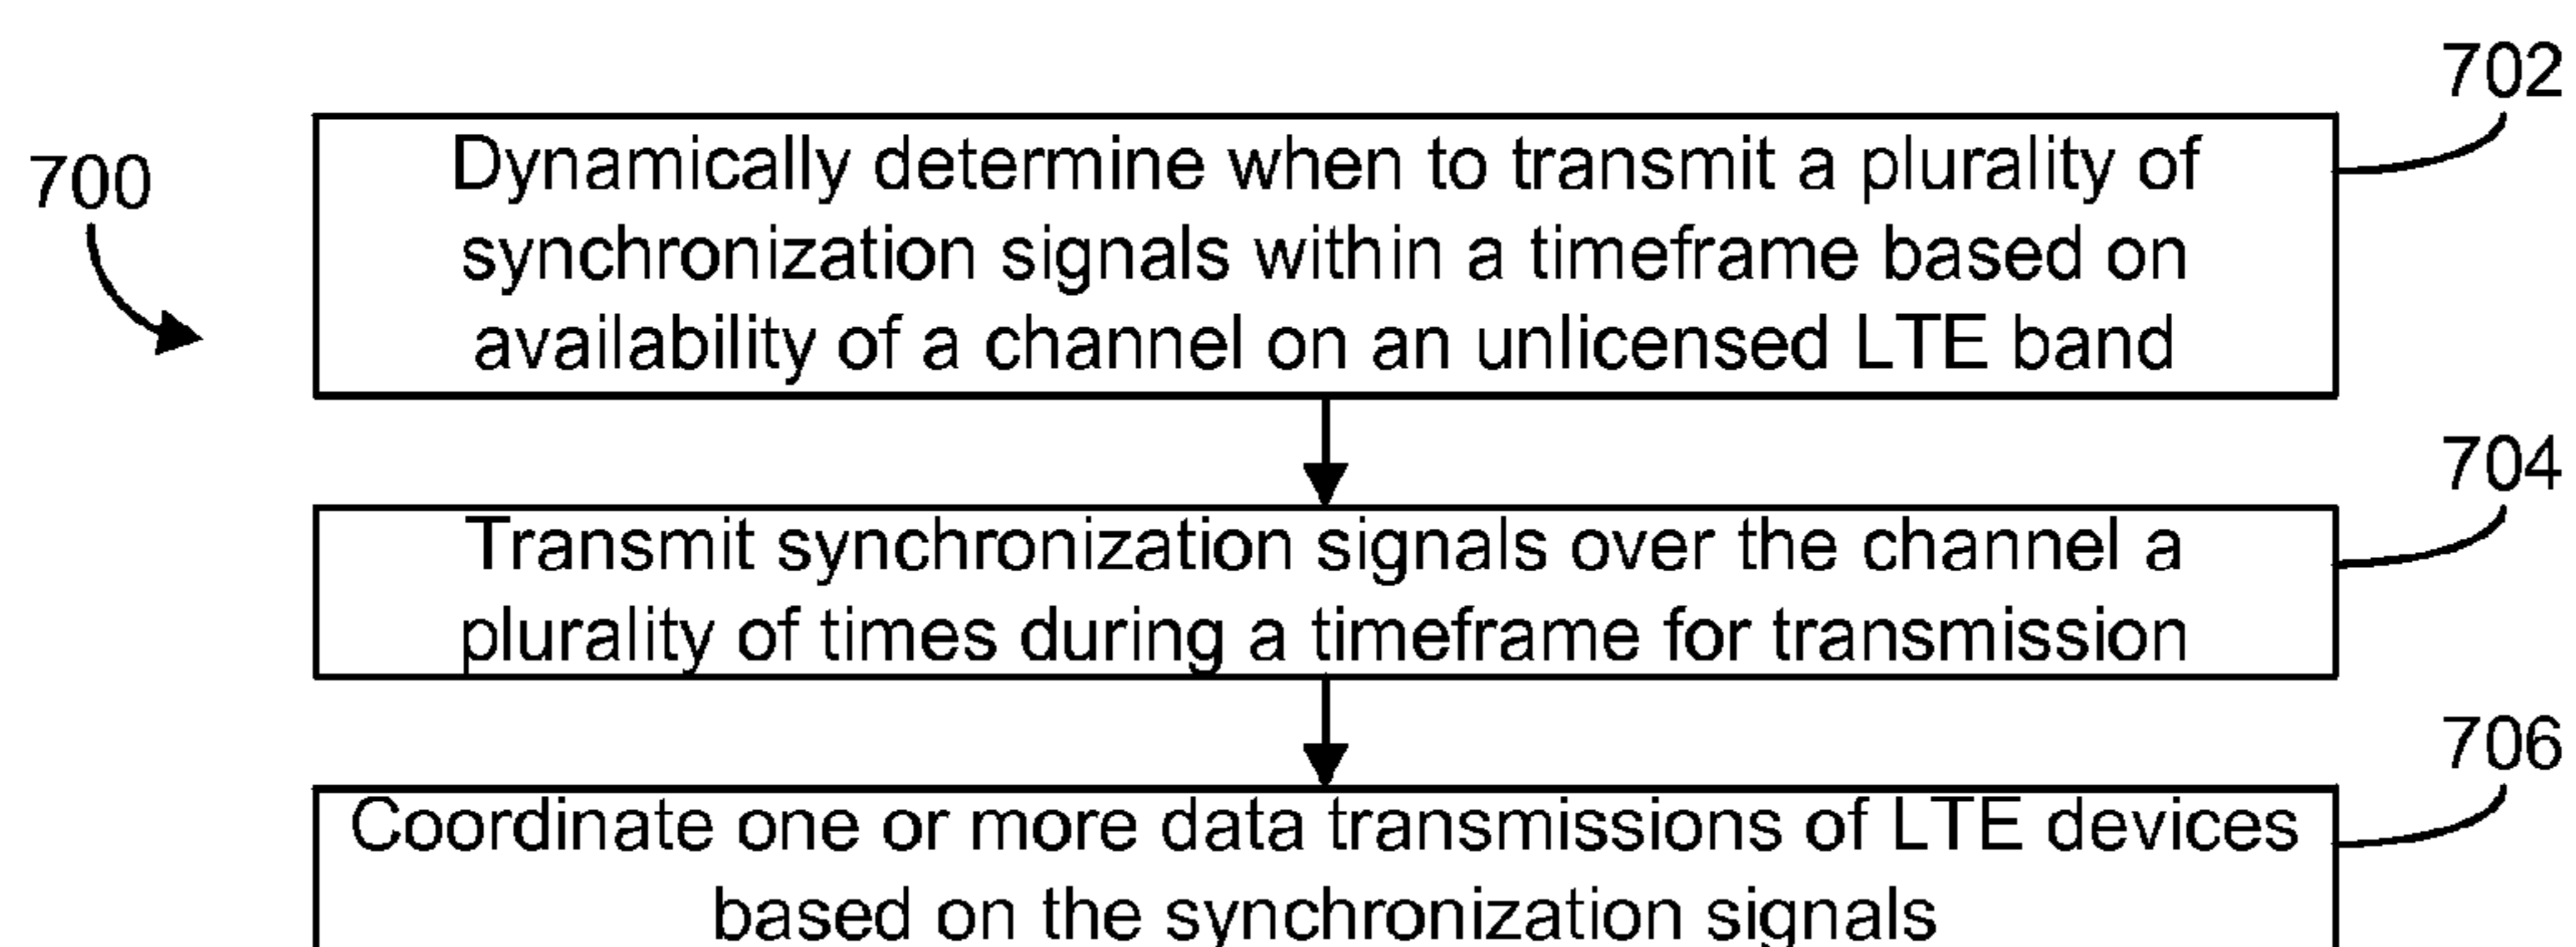 702
700
Dynamically determine when to transmit a plurality of
synchronization signals within a timeframe based on
availability of a channel on an unlicensed LTE band
704
Transmit synchronization signals over the channel a
plurality of times during a timeframe for transmission
706
Coordinate one or more data transmissions of LTE devices
based on the synchronization signals